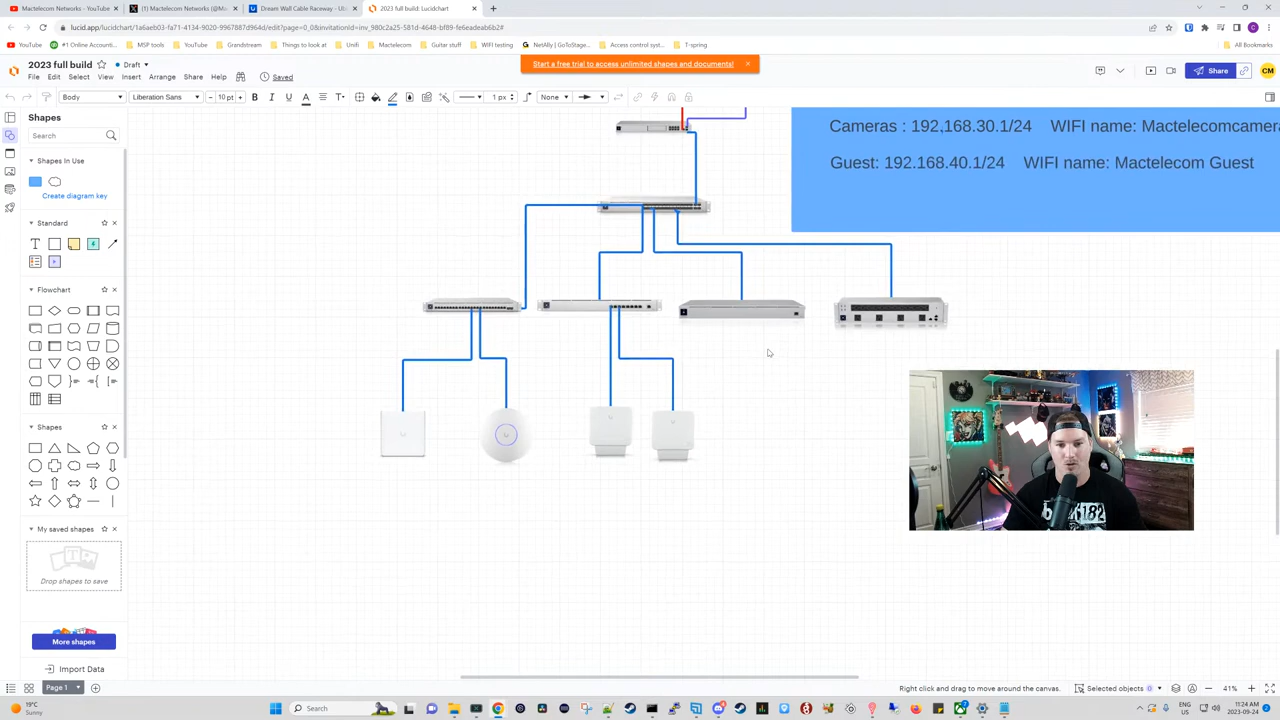 Mactelecom Networks - YouTube
(1) Mactelecom Networks (@Ma
Dream Wall Cable Raceway - Ub
2023 full build: Lucidchart
lucid.app/lucidchart/1a6aeb03-fa71-4134-9020-9967887d964d/edit?page=0_0&invitationId=inv_980c2a25-581d-4648-bf89-fe6eadeab6b2#
YouTube
#1 Online Accounti...
MSP tools
YouTube
Grandstream
Things to look at
Unifi
Mactelecom
Guitar stuff
WIFI testing
NetAlly | GoToStage...
Access control syst...
T-spring
All Bookmarks
2023 full build
Draft
Start a free trial to access unlimited shapes and documents!
File Edit Select View Insert Arrange Share Help
Saved
Share
CM
Body
Liberation Sans
10 pt
1 px
None
Shapes
Search
Shapes In Use
Create diagram key
Standard
Flowchart
Shapes
My saved shapes
Drop shapes to save
More shapes
Import Data
Cameras : 192,168.30.1/24 WIFI name: Mactelecomcamera
Guest: 192.168.40.1/24 WIFI name: Mactelecom Guest
Page 1
Right click and drag to move around the canvas.
Selected objects 0
41%
19°C
Sunny
Search
ENG
US
11:24 AM
2023-09-24